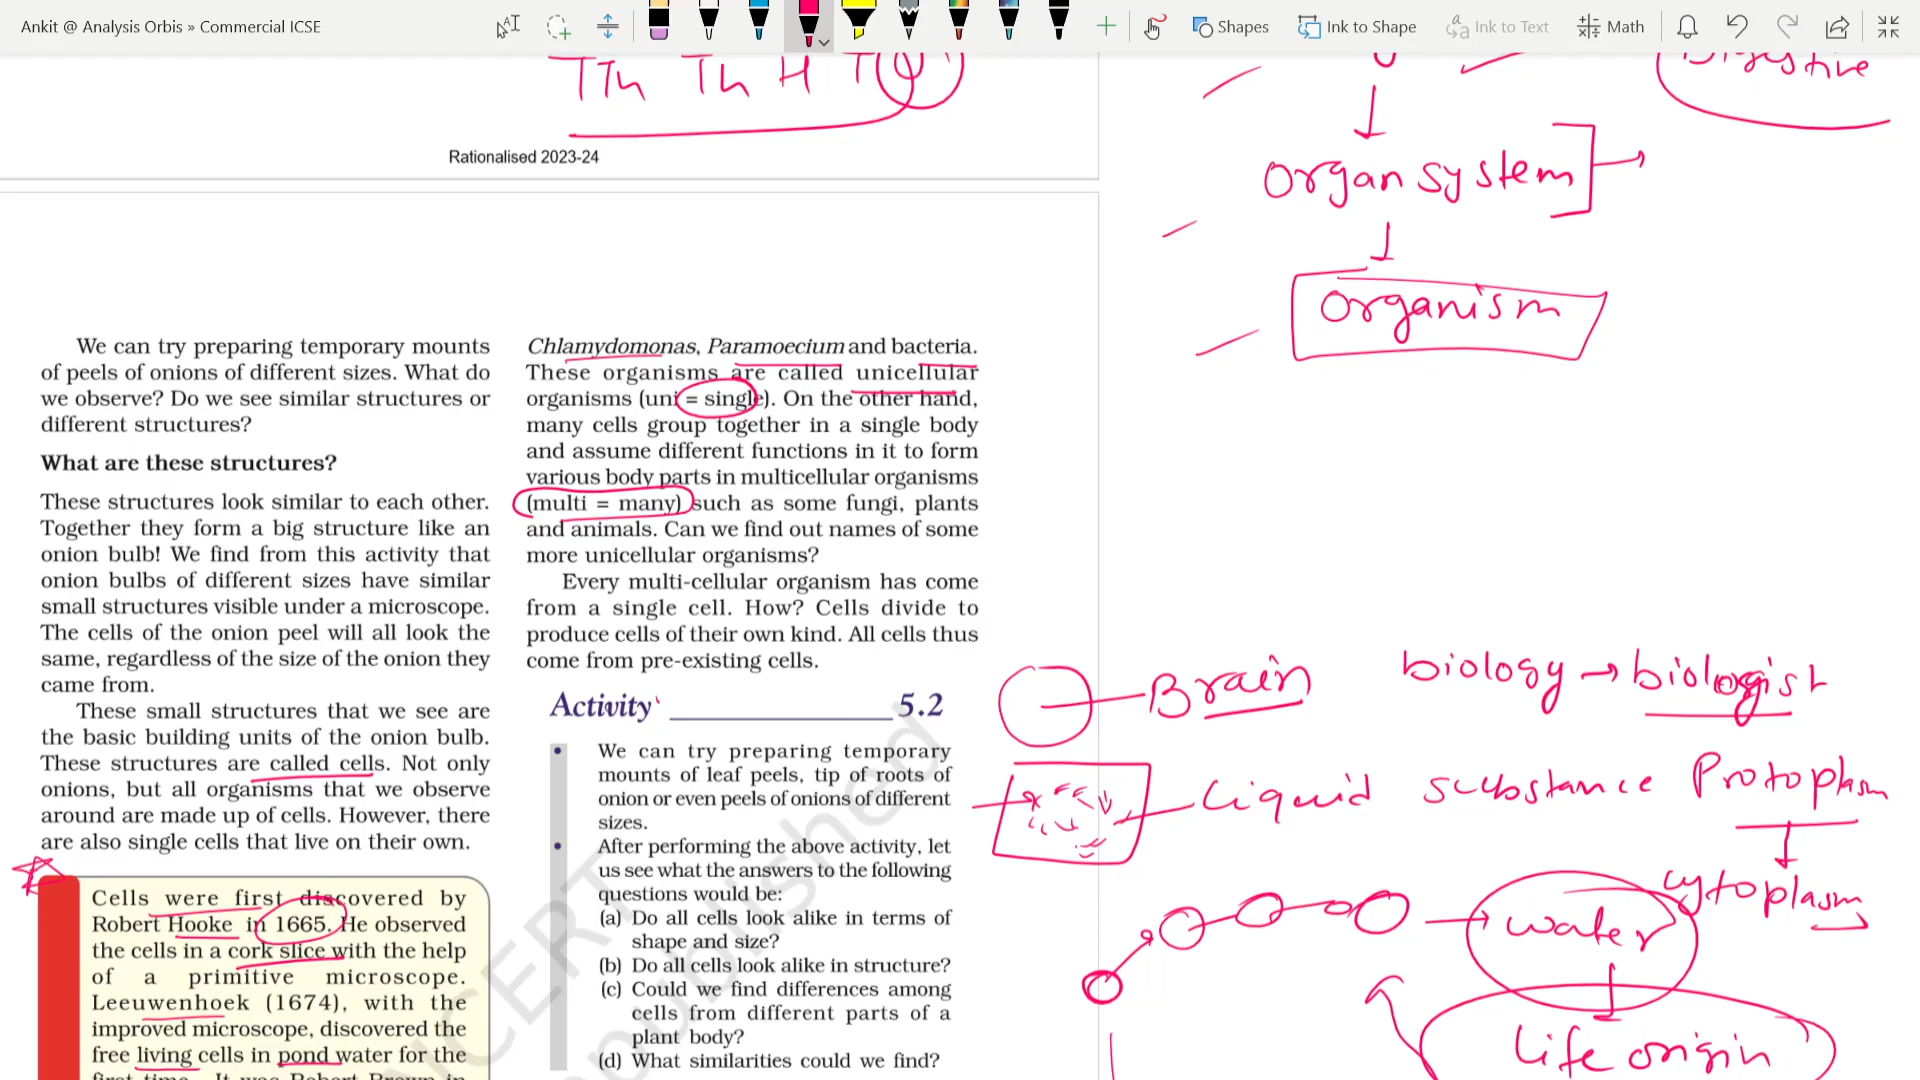 Ankit @ Analysis Orbis » Commercial ICSE
Shapes
Ink to Shape
Ink to Text
Math
TTh Th H T
Digestive
Rationalised 2023-24
Organ system
Organism
We can try preparing temporary mounts
of peels of onions of different sizes. What do
we observe? Do we see similar structures or
different structures?
What are these structures?
These structures look similar to each other.
Together they form a big structure like an
onion bulb! We find from this activity that
onion bulbs of different sizes have similar
small structures visible under a microscope.
The cells of the onion peel will all look the
same, regardless of the size of the onion they
came from.
These small structures that we see are
the basic building units of the onion bulb.
These structures are called cells. Not only
onions, but all organisms that we observe
around are made up of cells. However, there
are also single cells that live on their own.
Cells were first discovered by
Robert Hooke in 1665. He observed
the cells in a cork slice with the help
of a primitive microscope.
Leeuwenhoek (1674), with the
improved microscope, discovered the
free living cells in pond water for the
first time. It was Robert Brown in
Chlamydomonas, Paramoecium and bacteria.
These organisms are called unicellular
organisms (uni = single). On the other hand,
many cells group together in a single body
and assume different functions in it to form
various body parts in multicellular organisms
(multi = many) such as some fungi, plants
and animals. Can we find out names of some
more unicellular organisms?
Every multi-cellular organism has come
from a single cell. How? Cells divide to
produce cells of their own kind. All cells thus
come from pre-existing cells.
Activity 5.2
• We can try preparing temporary
mounts of leaf peels, tip of roots of
onion or even peels of onions of different
sizes.
• After performing the above activity, let
us see what the answers to the following
questions would be:
(a) Do all cells look alike in terms of
shape and size?
(b) Do all cells look alike in structure?
(c) Could we find differences among
cells from different parts of a
plant body?
(d) What similarities could we find?
Brain
biology → biologist
Liquid substance Protoplasm
cytoplasm
water
Life origin
NCERT